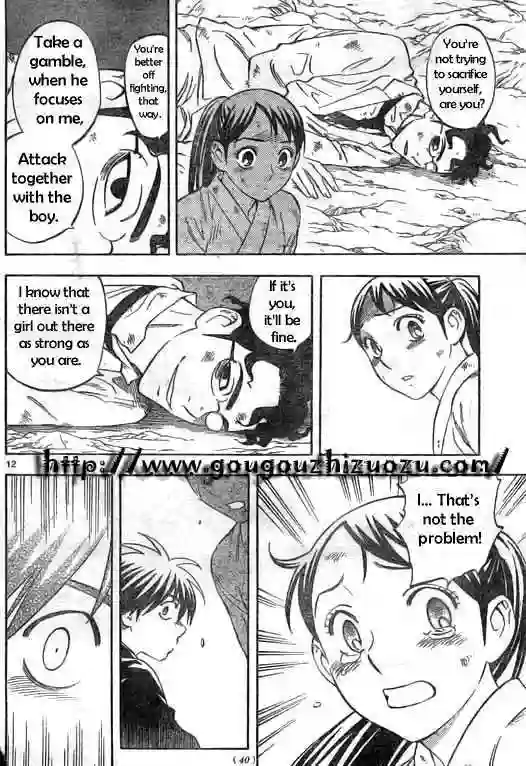 You're
not trying
to sacrifice
yourself,
are you?
You're
better
off
fighting,
that
way.
Take a
gamble,
when he
focuses
on me,
Attack
together
with the
boy.
If it's
you,
it'll be
fine.
I know that
there isn't a
girl out there
as strong as
you are.
12
http://www.gougouzhizuozu.com/
I... That's
not the
problem!
(40)